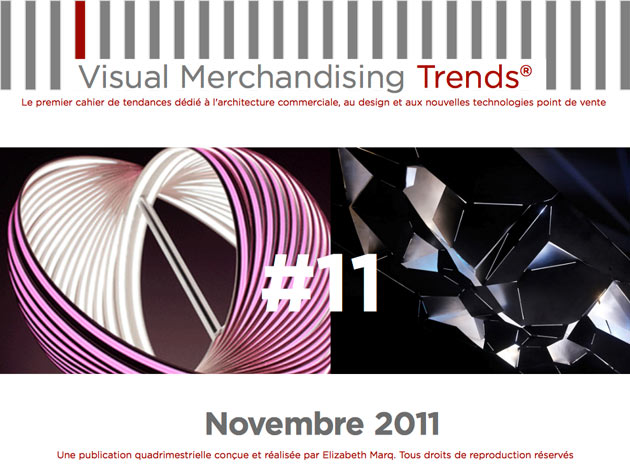 Visual Merchandising Trends®
Le premier cahier de tendances dédié à l'architecture commerciale, au design et aux nouvelles technologies point de vente
#11
Novembre 2011
Une publication quadrimestrielle conçue et réalisée par Elizabeth Marq. Tous droits de reproduction réservés